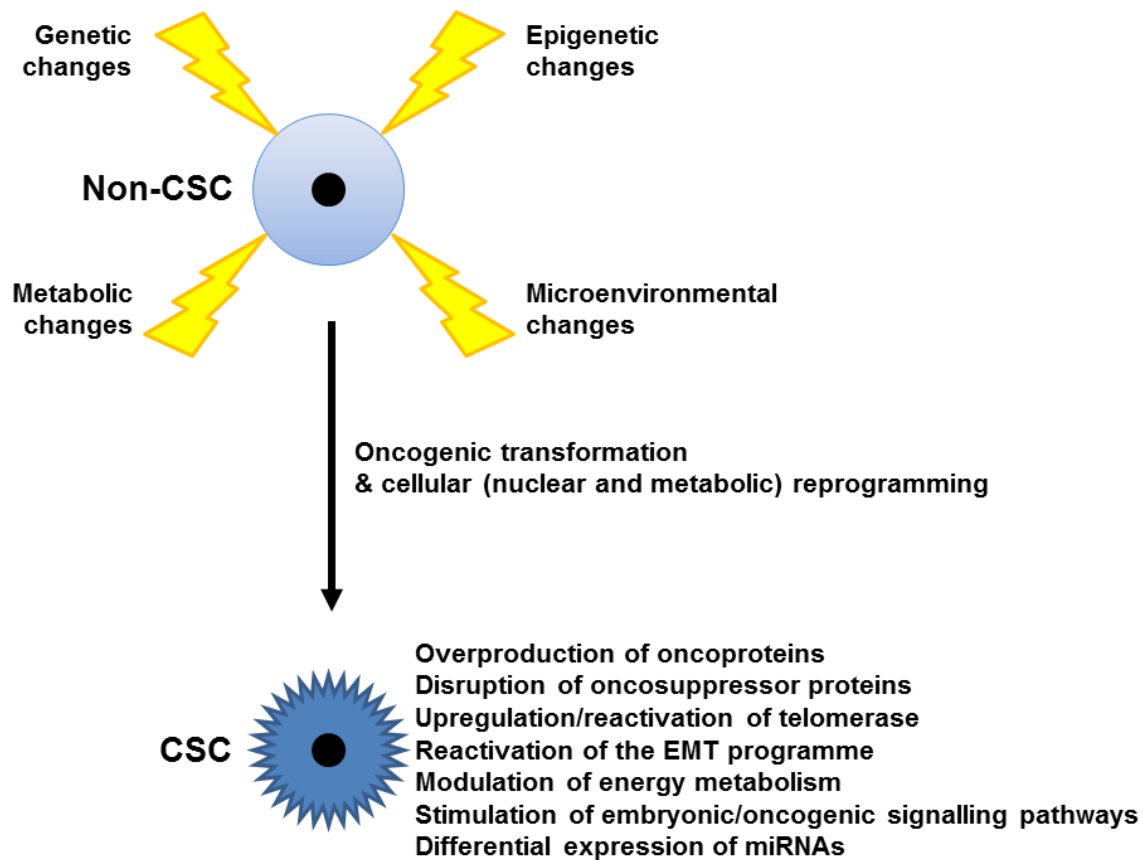 Genetic
changes
Epigenetic
changes
Non-CSC
Metabolic
changes
Microenvironmental
changes
Oncogenic transformation
& cellular (nuclear and metabolic) reprogramming
CSC
Overproduction of oncoproteins
Disruption of oncosuppressor proteins
Upregulation/reactivation of telomerase
Reactivation of the EMT programme
Modulation of energy metabolism
Stimulation of embryonic/oncogenic signalling pathways
Differential expression of miRNAs